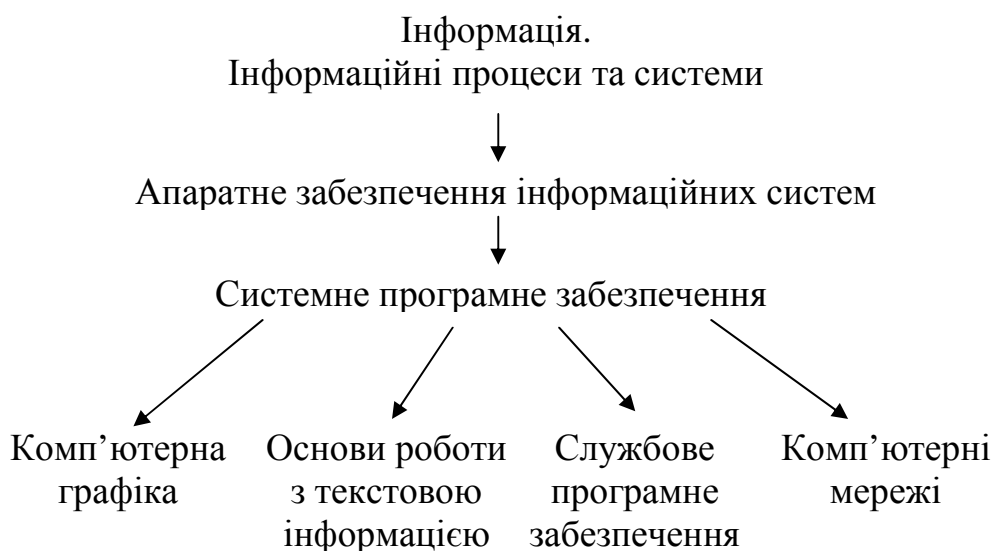 Інформація.
Інформаційні процеси та системи
Апаратне забезпечення інформаційних систем
Системне програмне забезпечення
Комп’ютерна
графіка
Основи роботи
з текстовою
інформацією
Службове
програмне
забезпечення
Комп’ютерні
мережі